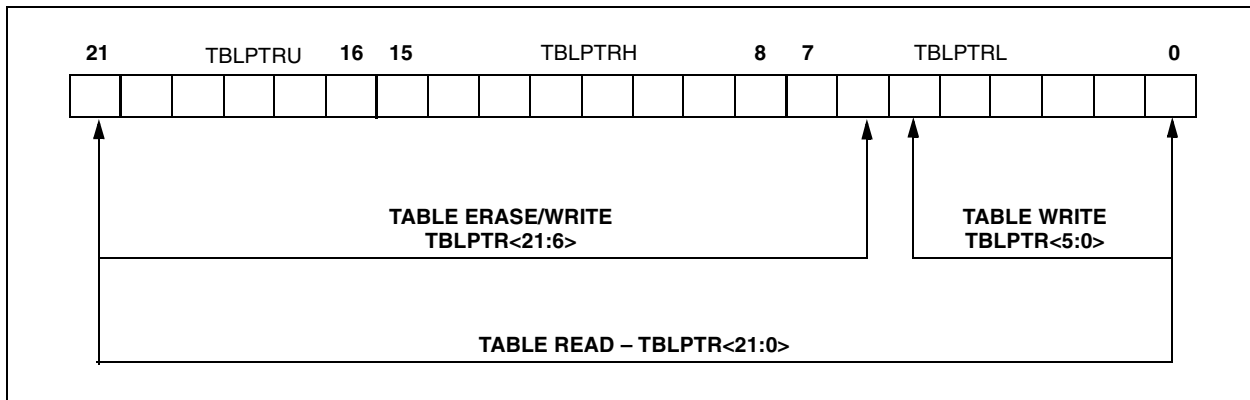 21 TBLPTRU 16 15 TBLPTRH 8 7 TBLPTRL 0
TABLE ERASE/WRITE
TBLPTR<21:6>
TABLE WRITE
TBLPTR<5:0>
TABLE READ – TBLPTR<21:0>